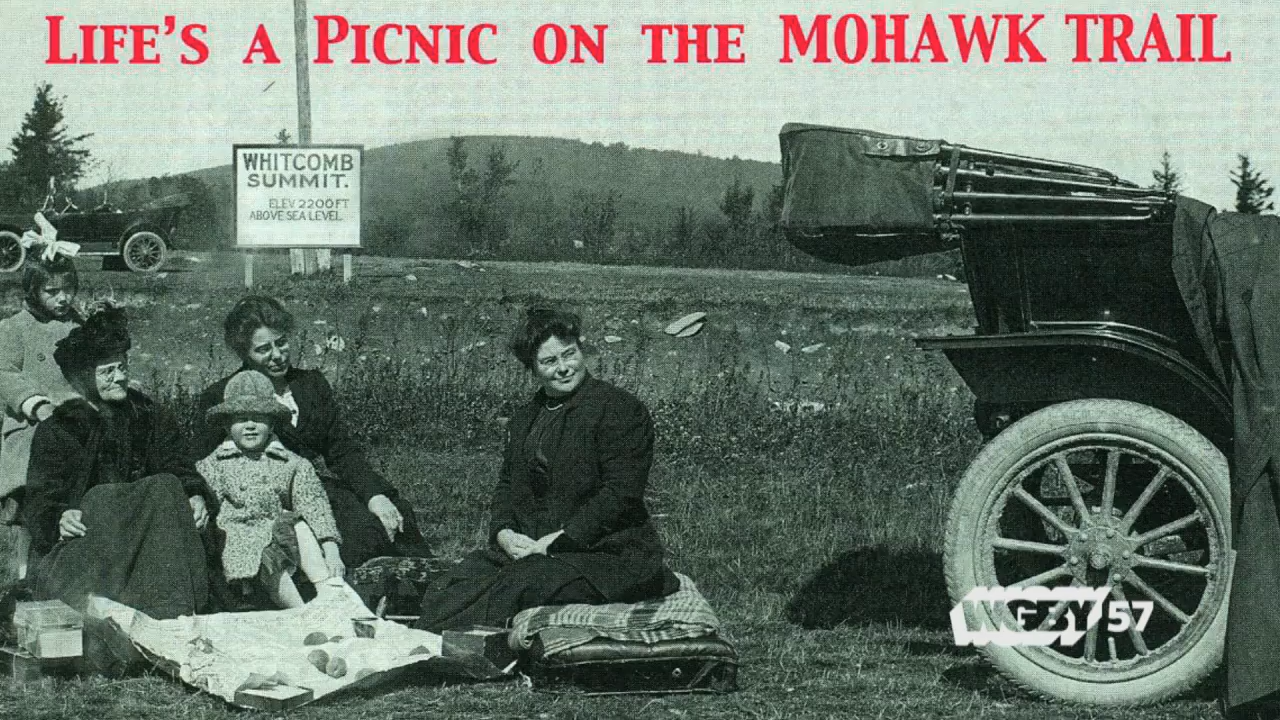 LIFE'S A PICNIC ON THE MOHAWK TRAIL
WHITCOMB
SUMMIT.
ELEV 2200 FT
ABOVE SEA LEVEL.
WGBY 57